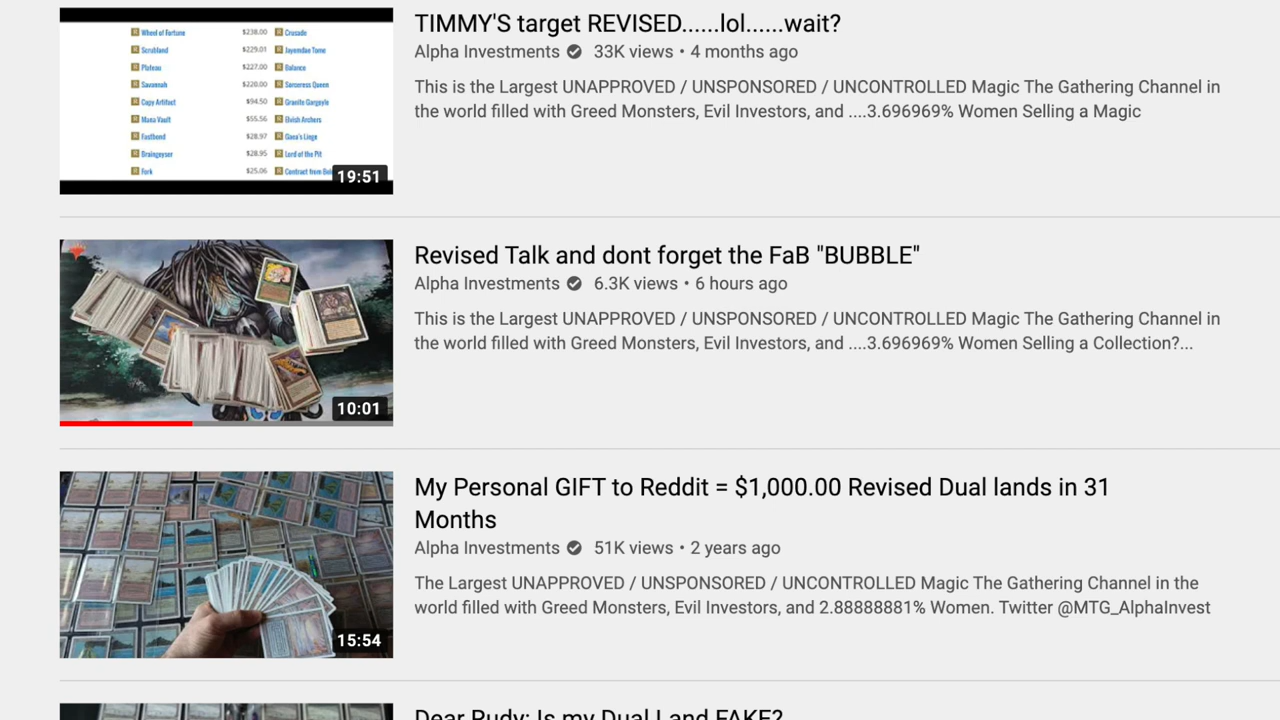 Wheel of Fortune $238.00 Crusade
Scrubland $229.01 Jayemdae Tome
Plateau $227.00 Balance
Savannah $220.00 Sorceress Queen
Copy Artifact $94.50 Granite Gargoyle
Mana Vault $55.56 Elvish Archers
Fastbond $28.97 Gaea's Liege
Braingeyser $28.95 Lord of the Pit
Fork $25.06 Contract from
19:51
TIMMY'S target REVISED......lol......wait?
Alpha Investments 33K views • 4 months ago
This is the Largest UNAPPROVED / UNSPONSORED / UNCONTROLLED Magic The Gathering Channel in
the world filled with Greed Monsters, Evil Investors, and ....3.696969% Women Selling a Magic
10:01
Revised Talk and dont forget the FaB "BUBBLE"
Alpha Investments 6.3K views • 6 hours ago
This is the Largest UNAPPROVED / UNSPONSORED / UNCONTROLLED Magic The Gathering Channel in
the world filled with Greed Monsters, Evil Investors, and ....3.696969% Women Selling a Collection?...
15:54
My Personal GIFT to Reddit = $1,000.00 Revised Dual lands in 31
Months
Alpha Investments 51K views • 2 years ago
The Largest UNAPPROVED / UNSPONSORED / UNCONTROLLED Magic The Gathering Channel in the
world filled with Greed Monsters, Evil Investors, and 2.88888881% Women. Twitter @MTG_AlphaInvest
Dear Rudy: Is my Dual Land FAKE?